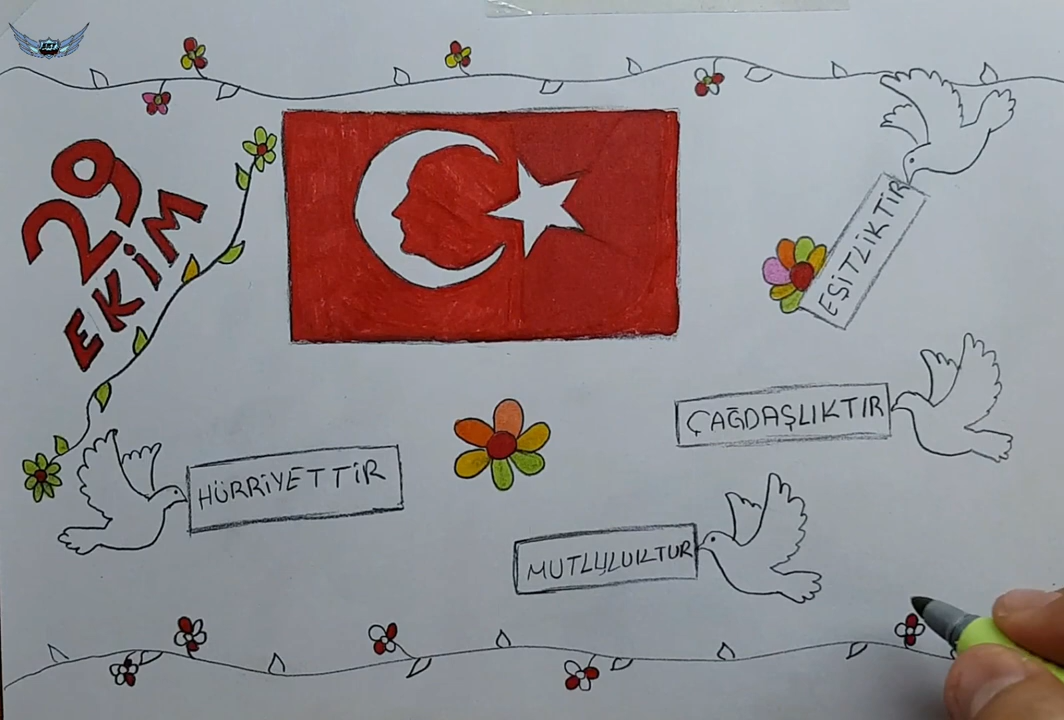 29
EKİM
EŞİTLİKTİR
ÇAĞDAŞLIKTIR
HÜRRİYETTİR
MUTLULUKTUR